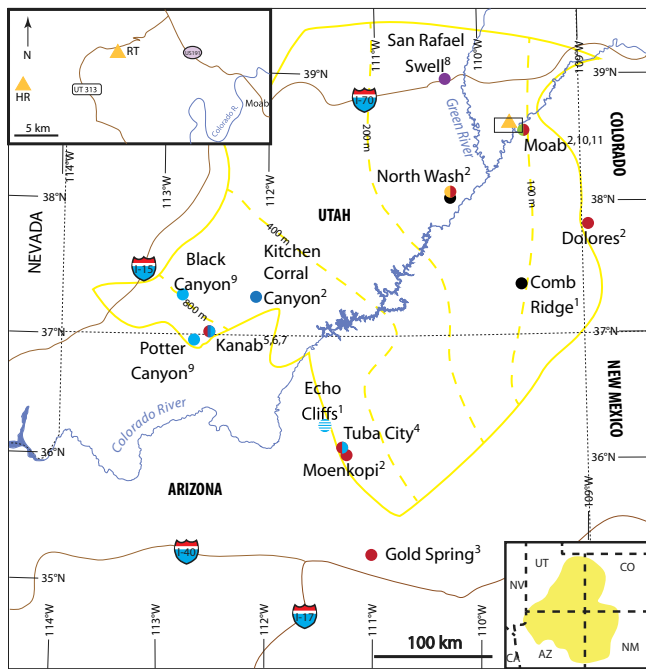 N
RT
US191
HR
UT 313
Colorado R.
Moab
5 km
111°W
110°W
109°W
San Rafael
Swell⁸
39°N
39°N
I-70
Green River
200 m
COLORADO
114°W
Moab²,¹⁰,¹¹
113°W
112°W
North Wash²
100 m
38°N
38°N
NEVADA
UTAH
400 m
Dolores²
I-15
Black
Canyon⁹
Kitchen
Corral
Canyon²
Comb
Ridge¹
800 m
37°N
37°N
Potter
Canyon⁹
Kanab⁵,⁶,⁷
NEW MEXICO
Echo
Cliffs¹
Colorado River
Tuba City⁴
Moenkopi²
36°N
36°N
ARIZONA
109°W
I-40
Gold Spring³
35°N
UT
CO
NV
I-17
114°W
113°W
112°W
111°W
110°W
100 km
CA
AZ
NM